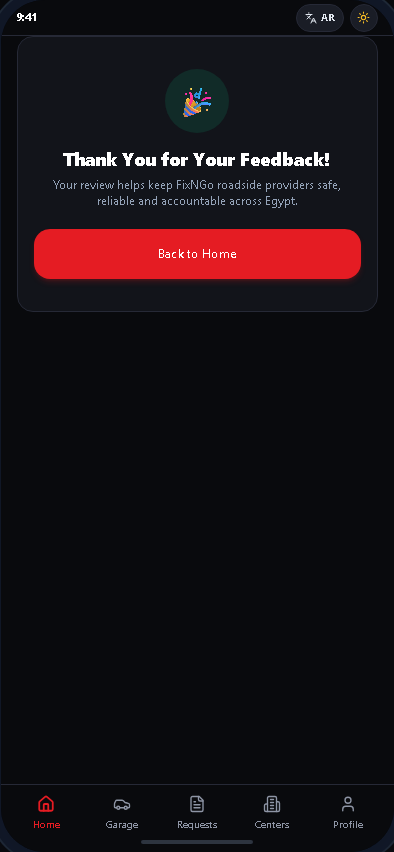 9:41
AR
Thank You for Your Feedback!
Your review helps keep FixNGo roadside providers safe,
reliable and accountable across Egypt.
Back to Home
Home
Garage
Requests
Centers
Profile